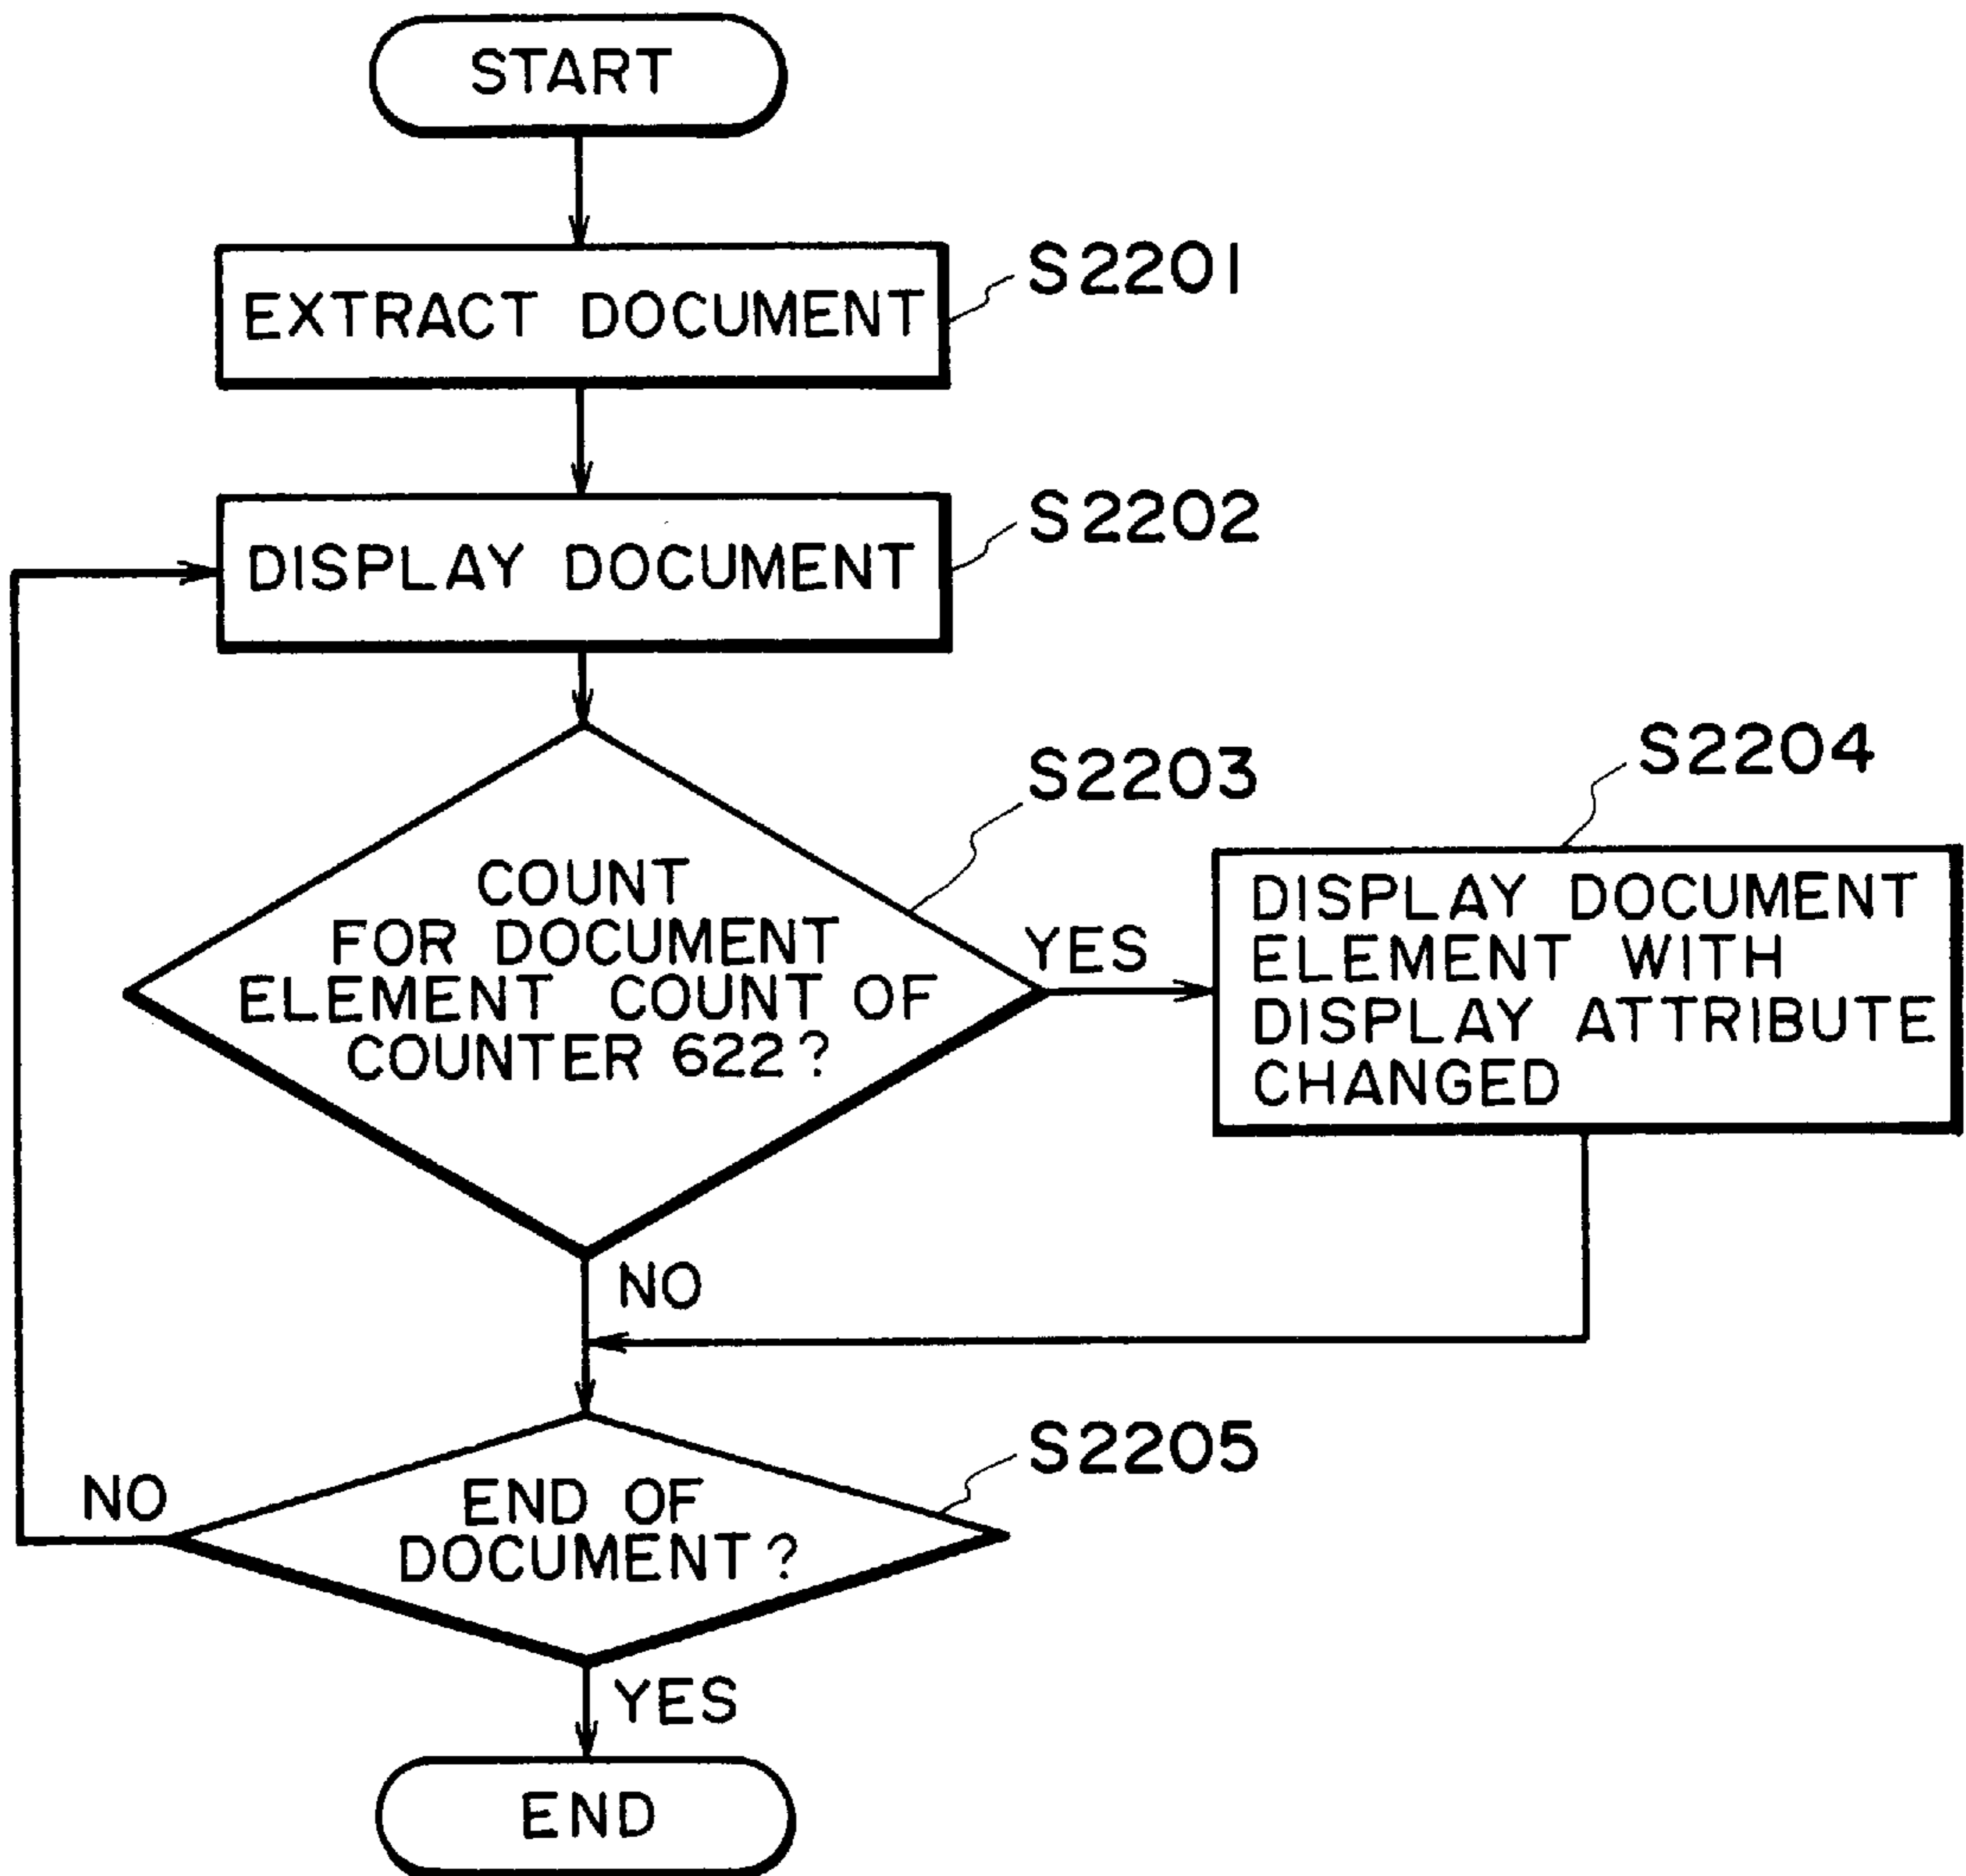 START
EXTRACT DOCUMENT
S2201
DISPLAY DOCUMENT
S2202
COUNT
FOR DOCUMENT
ELEMENT COUNT OF
COUNTER 622?
S2203
YES
DISPLAY DOCUMENT
ELEMENT WITH
DISPLAY ATTRIBUTE
CHANGED
S2204
NO
END OF
DOCUMENT?
S2205
NO
YES
END